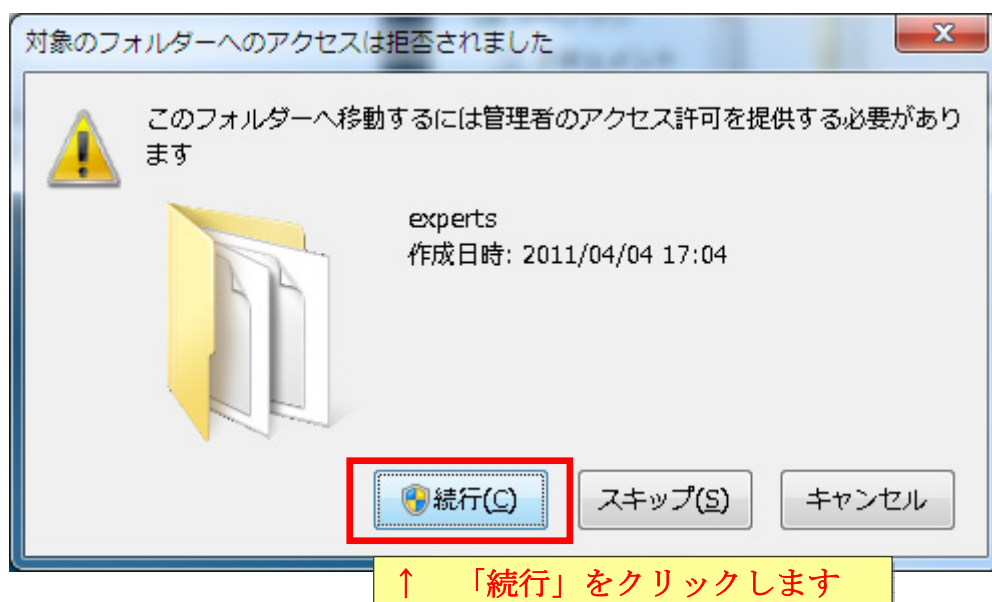 対象のフォルダーへのアクセスは拒否されました
このフォルダーへ移動するには管理者のアクセス許可を提供する必要があり
ます
experts
作成日時: 2011/04/04 17:04
続行(C) スキップ(S) キャンセル
↑ 「続行」をクリックします